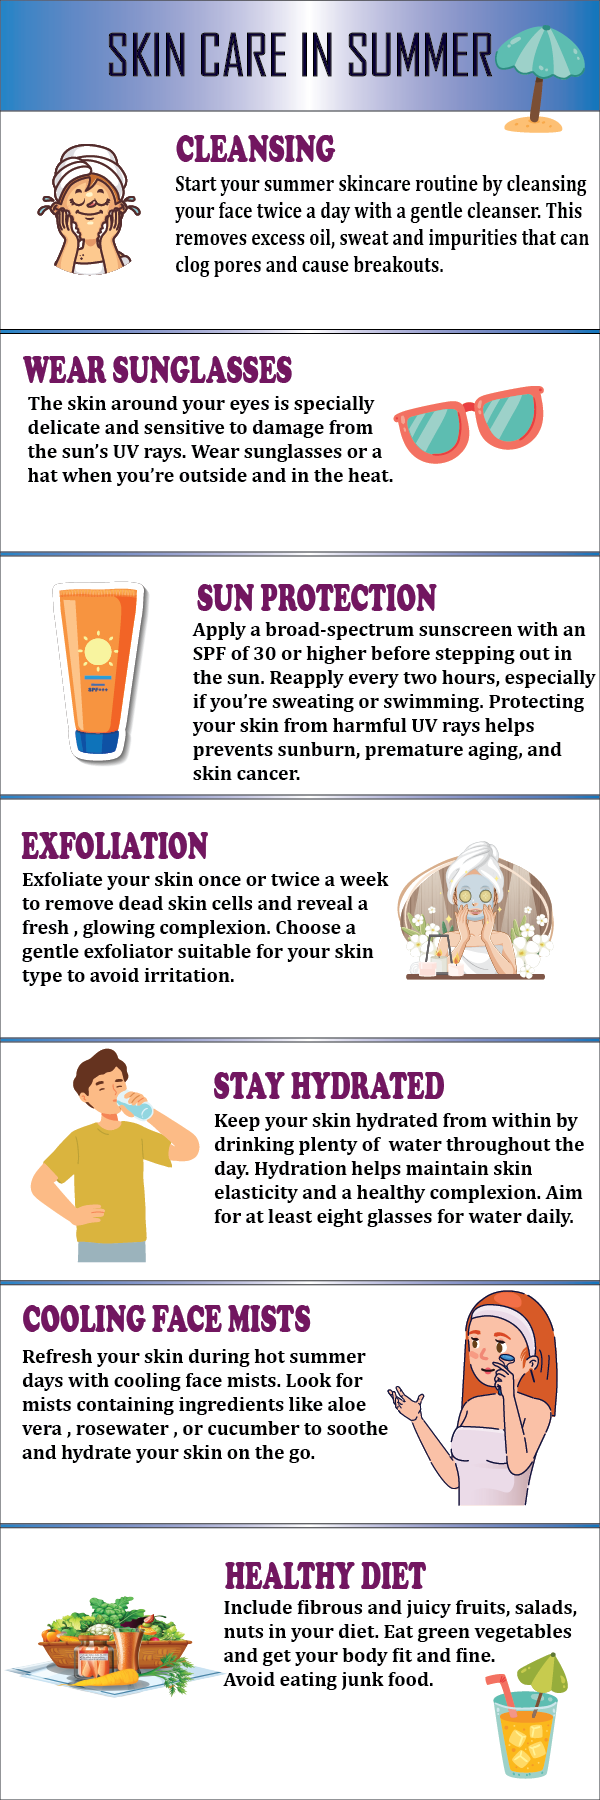 SKIN CARE IN SUMMER
CLEANSING
Start your summer skincare routine by cleansing
your face twice a day with a gentle cleanser. This
removes excess oil, sweat and impurities that can
clog pores and cause breakouts.
WEAR SUNGLASSES
The skin around your eyes is specially
delicate and sensitive to damage from
the sun's UV rays. Wear sunglasses or a
hat when you're outside and in the heat.
SUN PROTECTION
Apply a broad-spectrum sunscreen with an
SPF of 30 or higher before stepping out in
the sun. Reapply every two hours, especially
if you're sweating or swimming. Protecting
your skin from harmful UV rays helps
prevents sunburn, premature aging, and
skin cancer.
SPF+++
EXFOLIATION
Exfoliate your skin once or twice a week
to remove dead skin cells and reveal a
fresh , glowing complexion. Choose a
gentle exfoliator suitable for your skin
type to avoid irritation.
STAY HYDRATED
Keep your skin hydrated from within by
drinking plenty of  water throughout the
day. Hydration helps maintain skin
elasticity and a healthy complexion. Aim
for at least eight glasses for water daily.
COOLING FACE MISTS
Refresh your skin during hot summer
days with cooling face mists. Look for
mists containing ingredients like aloe
vera , rosewater , or cucumber to soothe
and hydrate your skin on the go.
HEALTHY DIET
Include fibrous and juicy fruits, salads,
nuts in your diet. Eat green vegetables
and get your body fit and fine.
Avoid eating junk food.